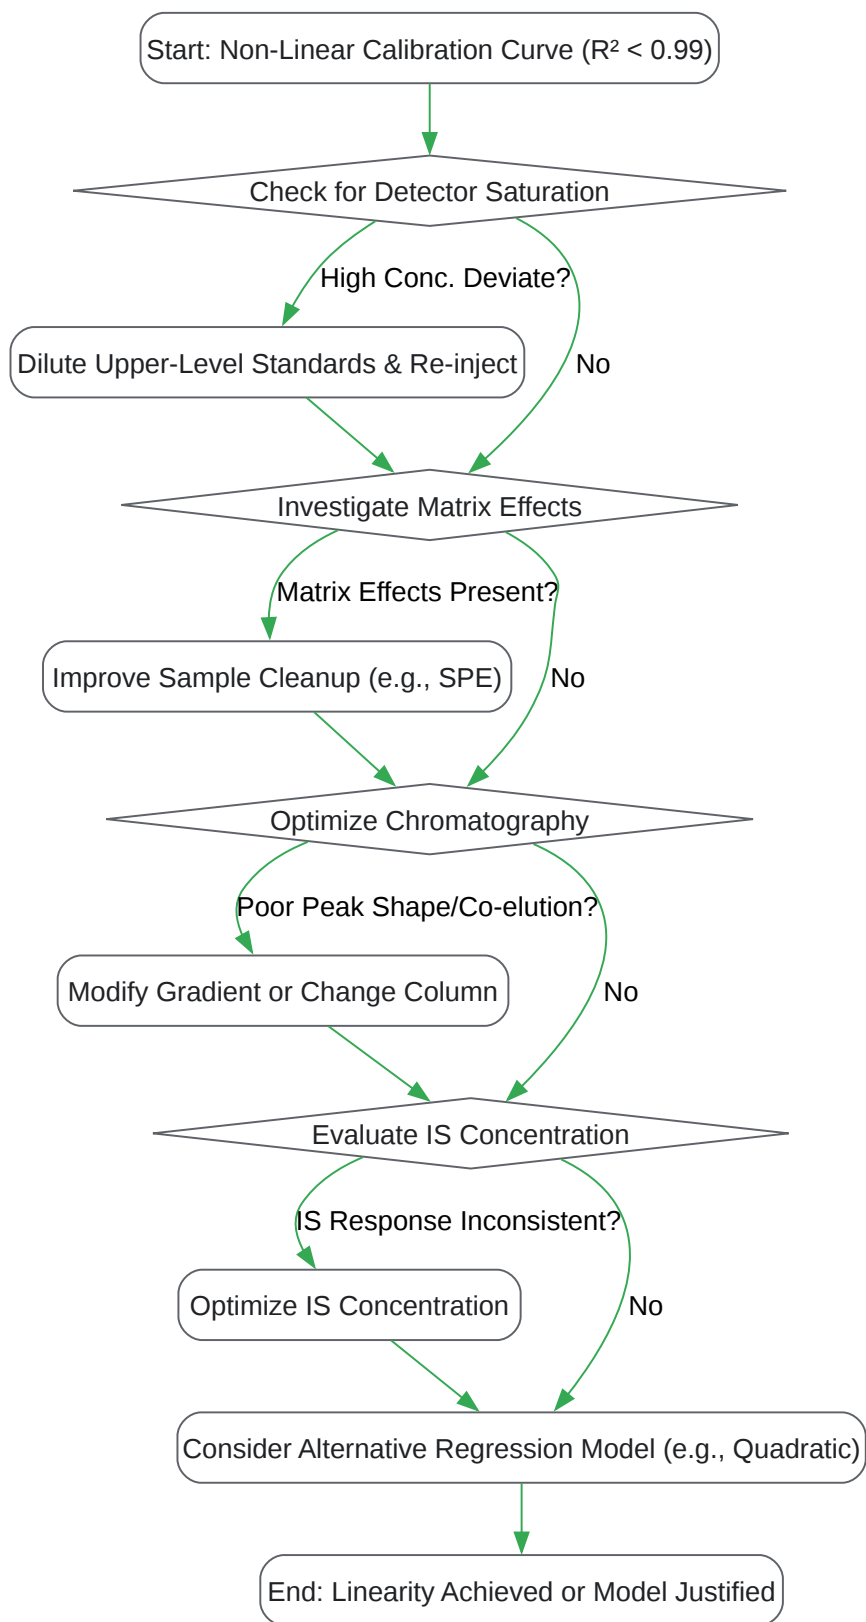 Start: Non-Linear Calibration Curve (R² < 0.99)
Check for Detector Saturation
High Conc. Deviate?
Dilute Upper-Level Standards & Re-inject
No
Investigate Matrix Effects
Matrix Effects Present?
Improve Sample Cleanup (e.g., SPE)
No
Optimize Chromatography
Poor Peak Shape/Co-elution?
Modify Gradient or Change Column
No
Evaluate IS Concentration
IS Response Inconsistent?
Optimize IS Concentration
No
Consider Alternative Regression Model (e.g., Quadratic)
End: Linearity Achieved or Model Justified